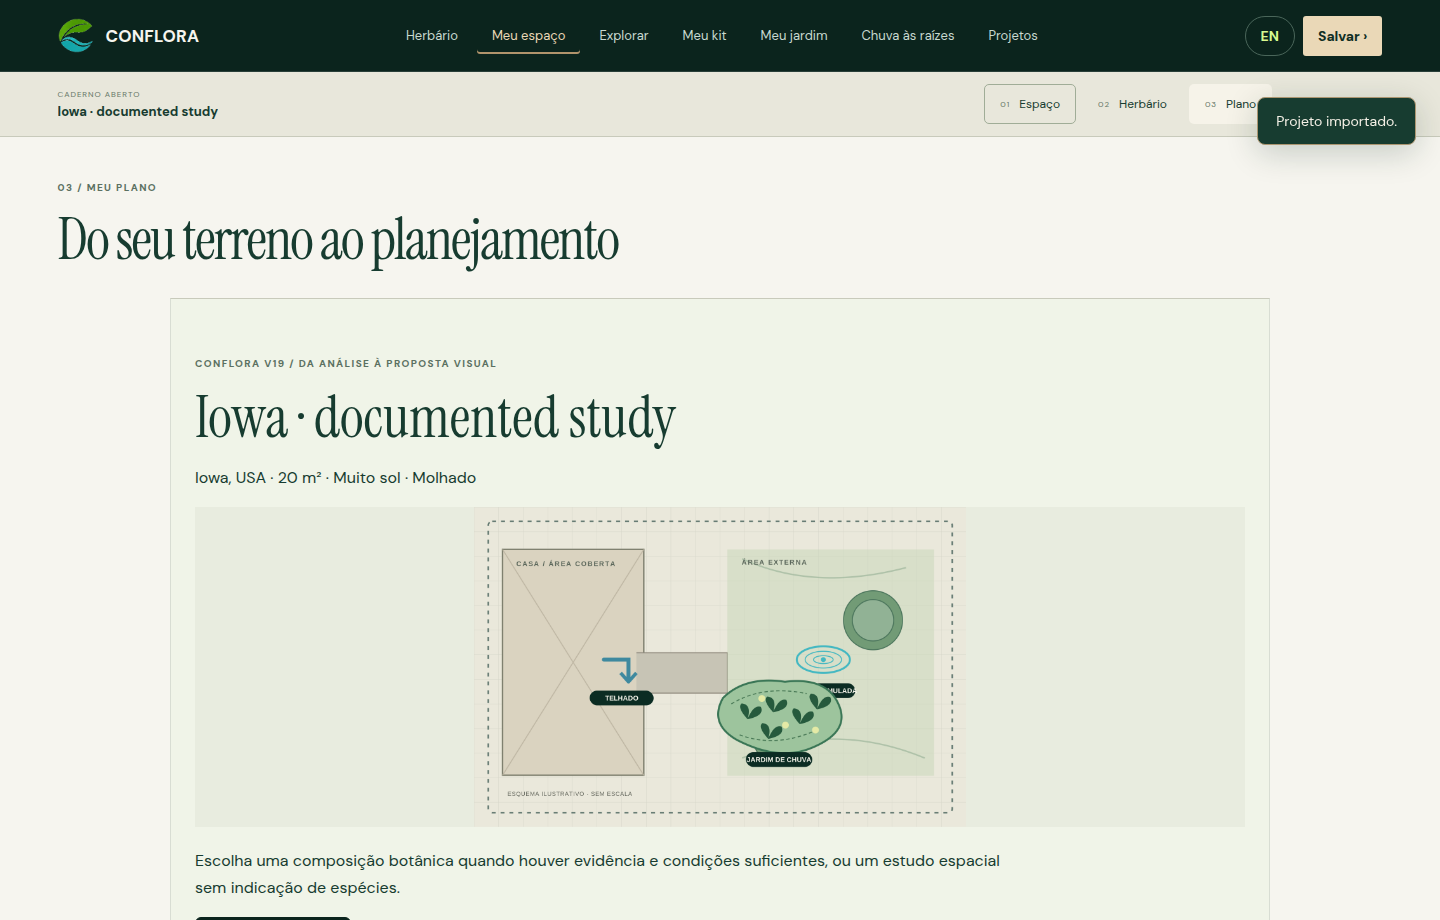 CONFLORA
Herbário
Meu espaço
Explorar
Meu kit
Meu jardim
Chuva às raízes
Projetos
EN
Salvar ›
CADERNO ABERTO
Iowa · documented study
01 Espaço
02 Herbário
03 Plano
Projeto importado.
03 / MEU PLANO
Do seu terreno ao planejamento
CONFLORA V19 / DA ANÁLISE À PROPOSTA VISUAL
Iowa · documented study
Iowa, USA · 20 m² · Muito sol · Molhado
CASA / ÁREA COBERTA
ÁREA EXTERNA
TELHADO
JARDIM DE CHUVA
ESQUEMA ILUSTRATIVO · SEM ESCALA
Escolha uma composição botânica quando houver evidência e condições suficientes, ou um estudo espacial
sem indicação de espécies.